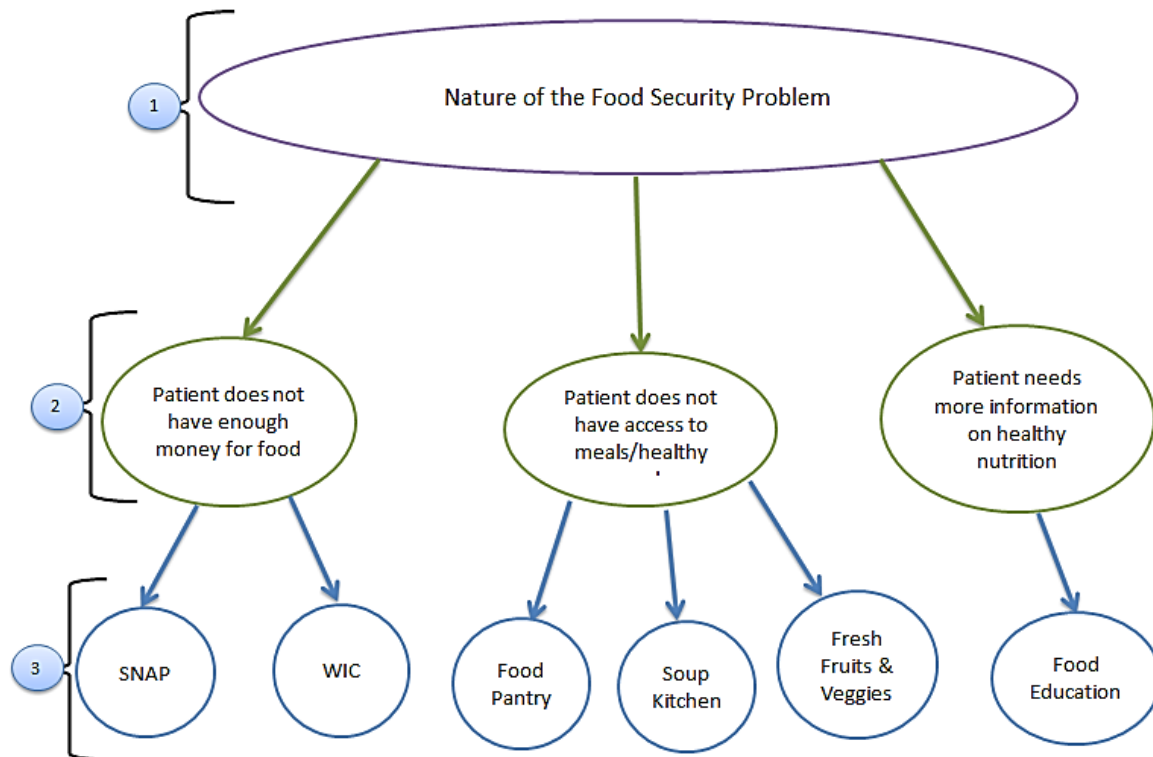 1
Nature of the Food Security Problem
2
Patient does not
have enough
money for food
Patient does not
have access to
meals/healthy
Patient needs
more information
on healthy
nutrition
3
SNAP
WIC
Food
Pantry
Soup
Kitchen
Fresh
Fruits &
Veggies
Food
Education